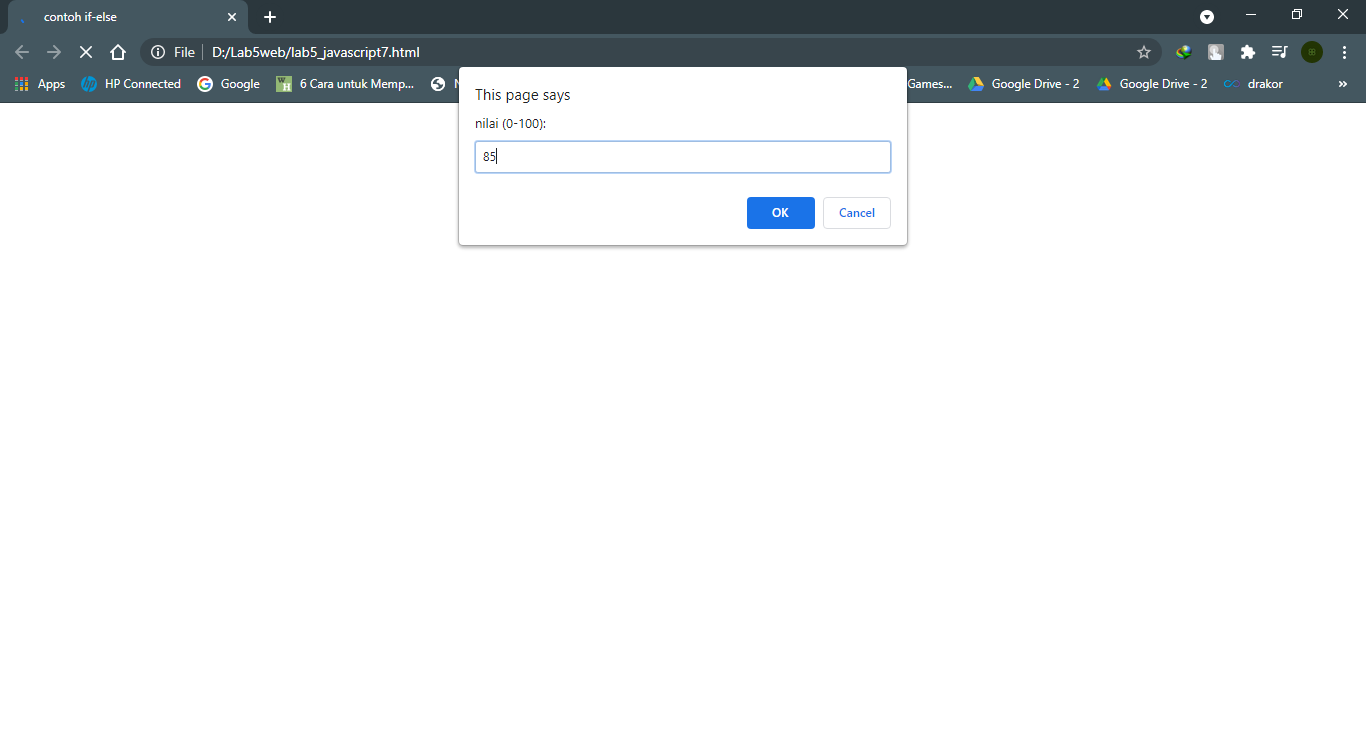 contoh if-else
File D:/Lab5web/lab5_javascript7.html
Apps HP Connected Google 6 Cara untuk Memp... Games... Google Drive - 2 Google Drive - 2 drakor »
This page says
nilai (0-100):
85
OK Cancel